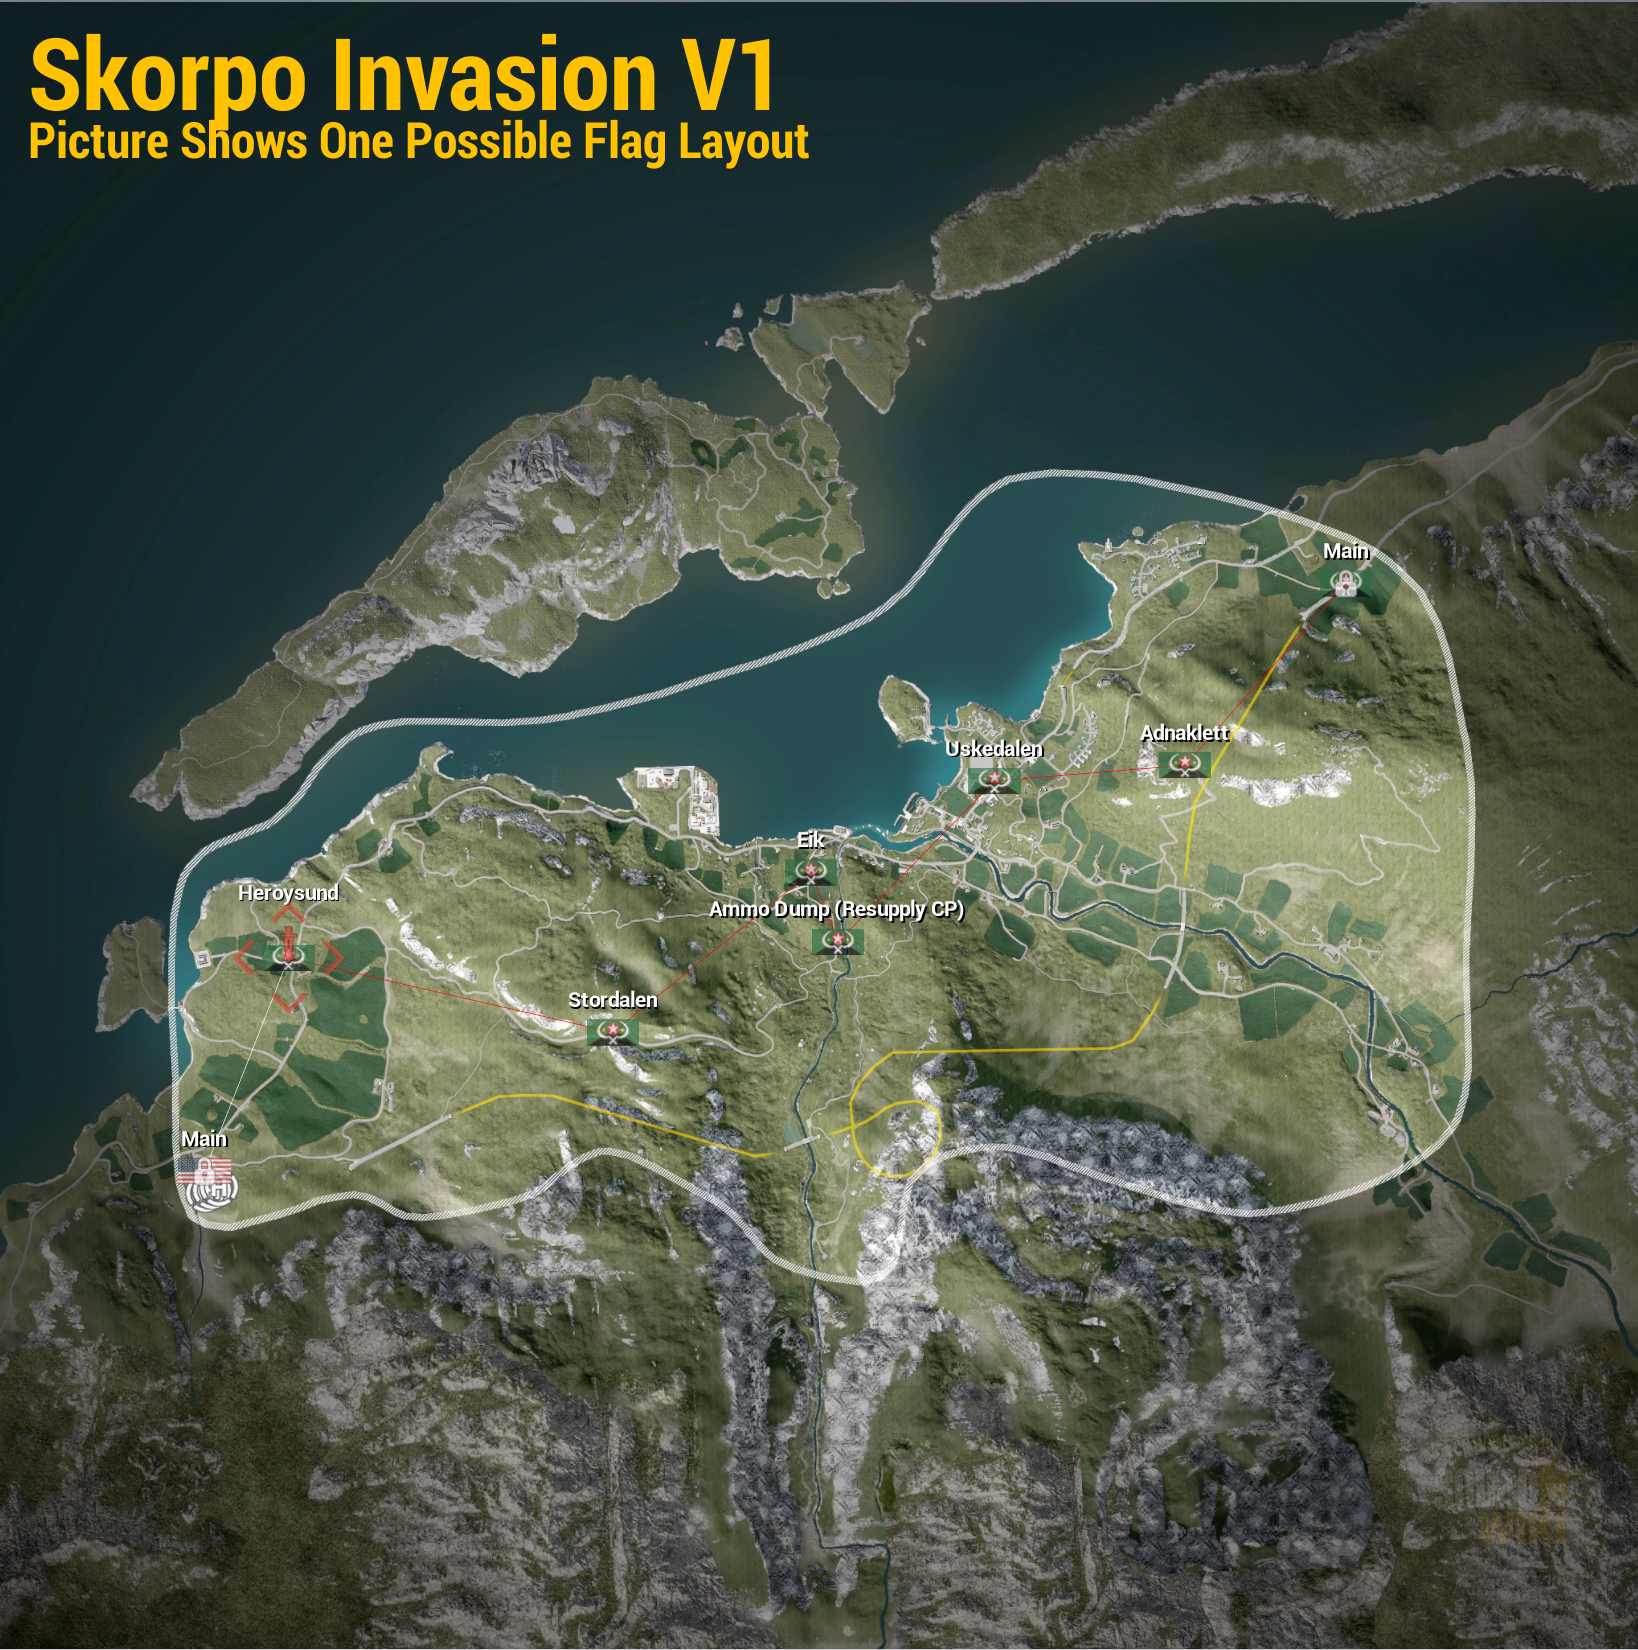 Skorpo Invasion V1
Picture Shows One Possible Flag Layout
Main
Adnaklett
Uskedalen
Eik
Heroysund
Ammo Dump (Resupply CP)
Stordalen
Main
WIKI